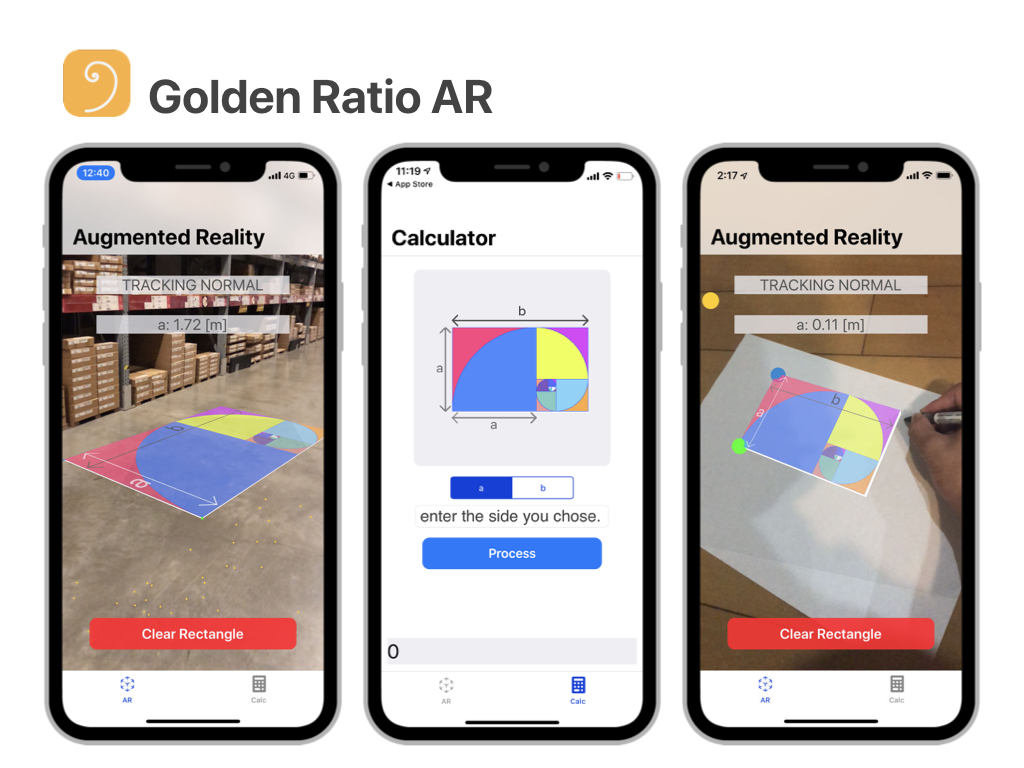 Golden Ratio AR
12:40
4G
Augmented Reality
TRACKING NORMAL
a: 1.72 [m]
b
a
Clear Rectangle
AR
Calc
11:19
App Store
Calculator
b
a
a
a
b
enter the side you chose.
Process
0
AR
Calc
2:17
Augmented Reality
TRACKING NORMAL
a: 0.11 [m]
b
a
Clear Rectangle
AR
Calc